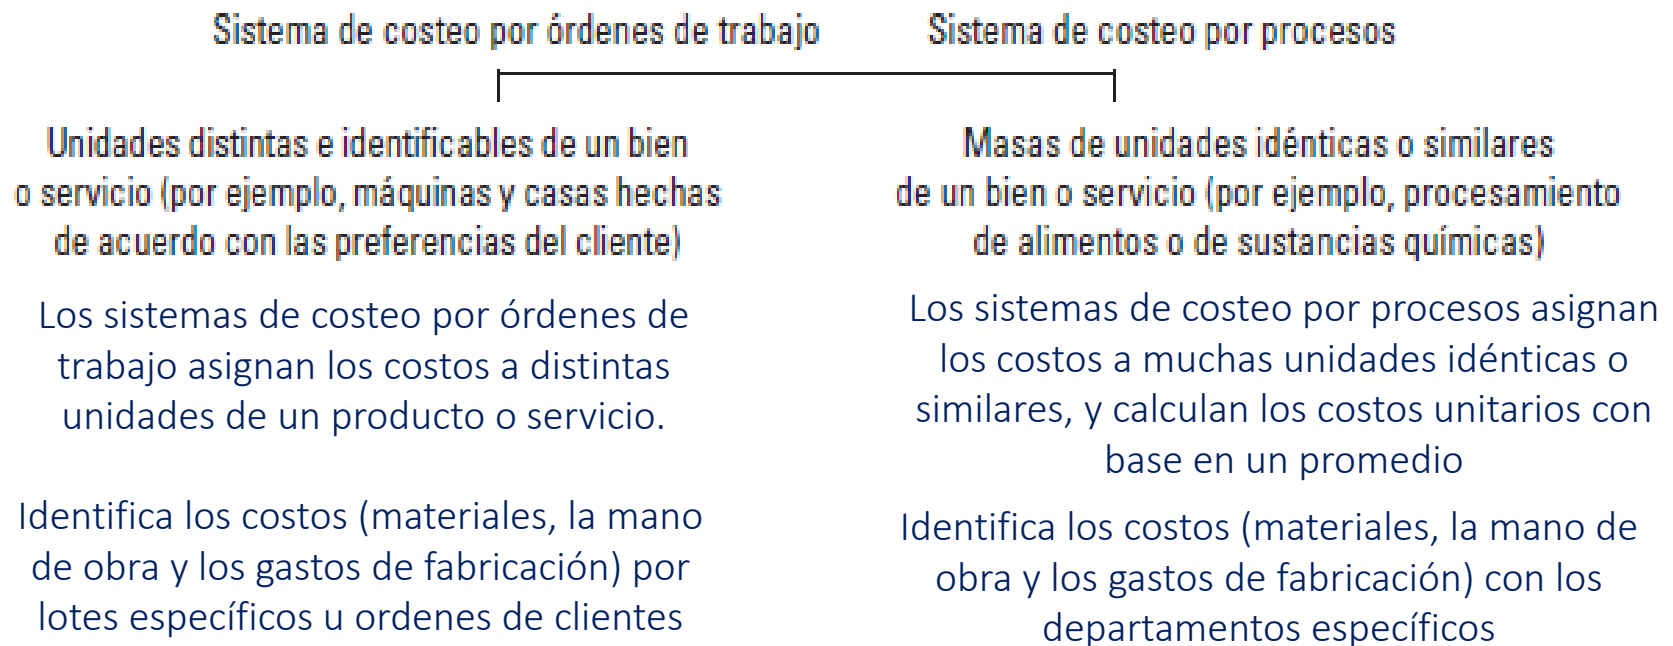 Sistema de costeo por órdenes de trabajo
Sistema de costeo por procesos
Unidades distintas e identificables de un bien
o servicio (por ejemplo, máquinas y casas hechas
de acuerdo con las preferencias del cliente)
Los sistemas de costeo por órdenes de
trabajo asignan los costos a distintas
unidades de un producto o servicio.
Identifica los costos (materiales, la mano
de obra y los gastos de fabricación) por
lotes específicos u ordenes de clientes
Masas de unidades idénticas o similares
de un bien o servicio (por ejemplo, procesamiento
de alimentos o de sustancias químicas)
Los sistemas de costeo por procesos asignan
los costos a muchas unidades idénticas o
similares, y calculan los costos unitarios con
base en un promedio
Identifica los costos (materiales, la mano de
obra y los gastos de fabricación) con los
departamentos específicos